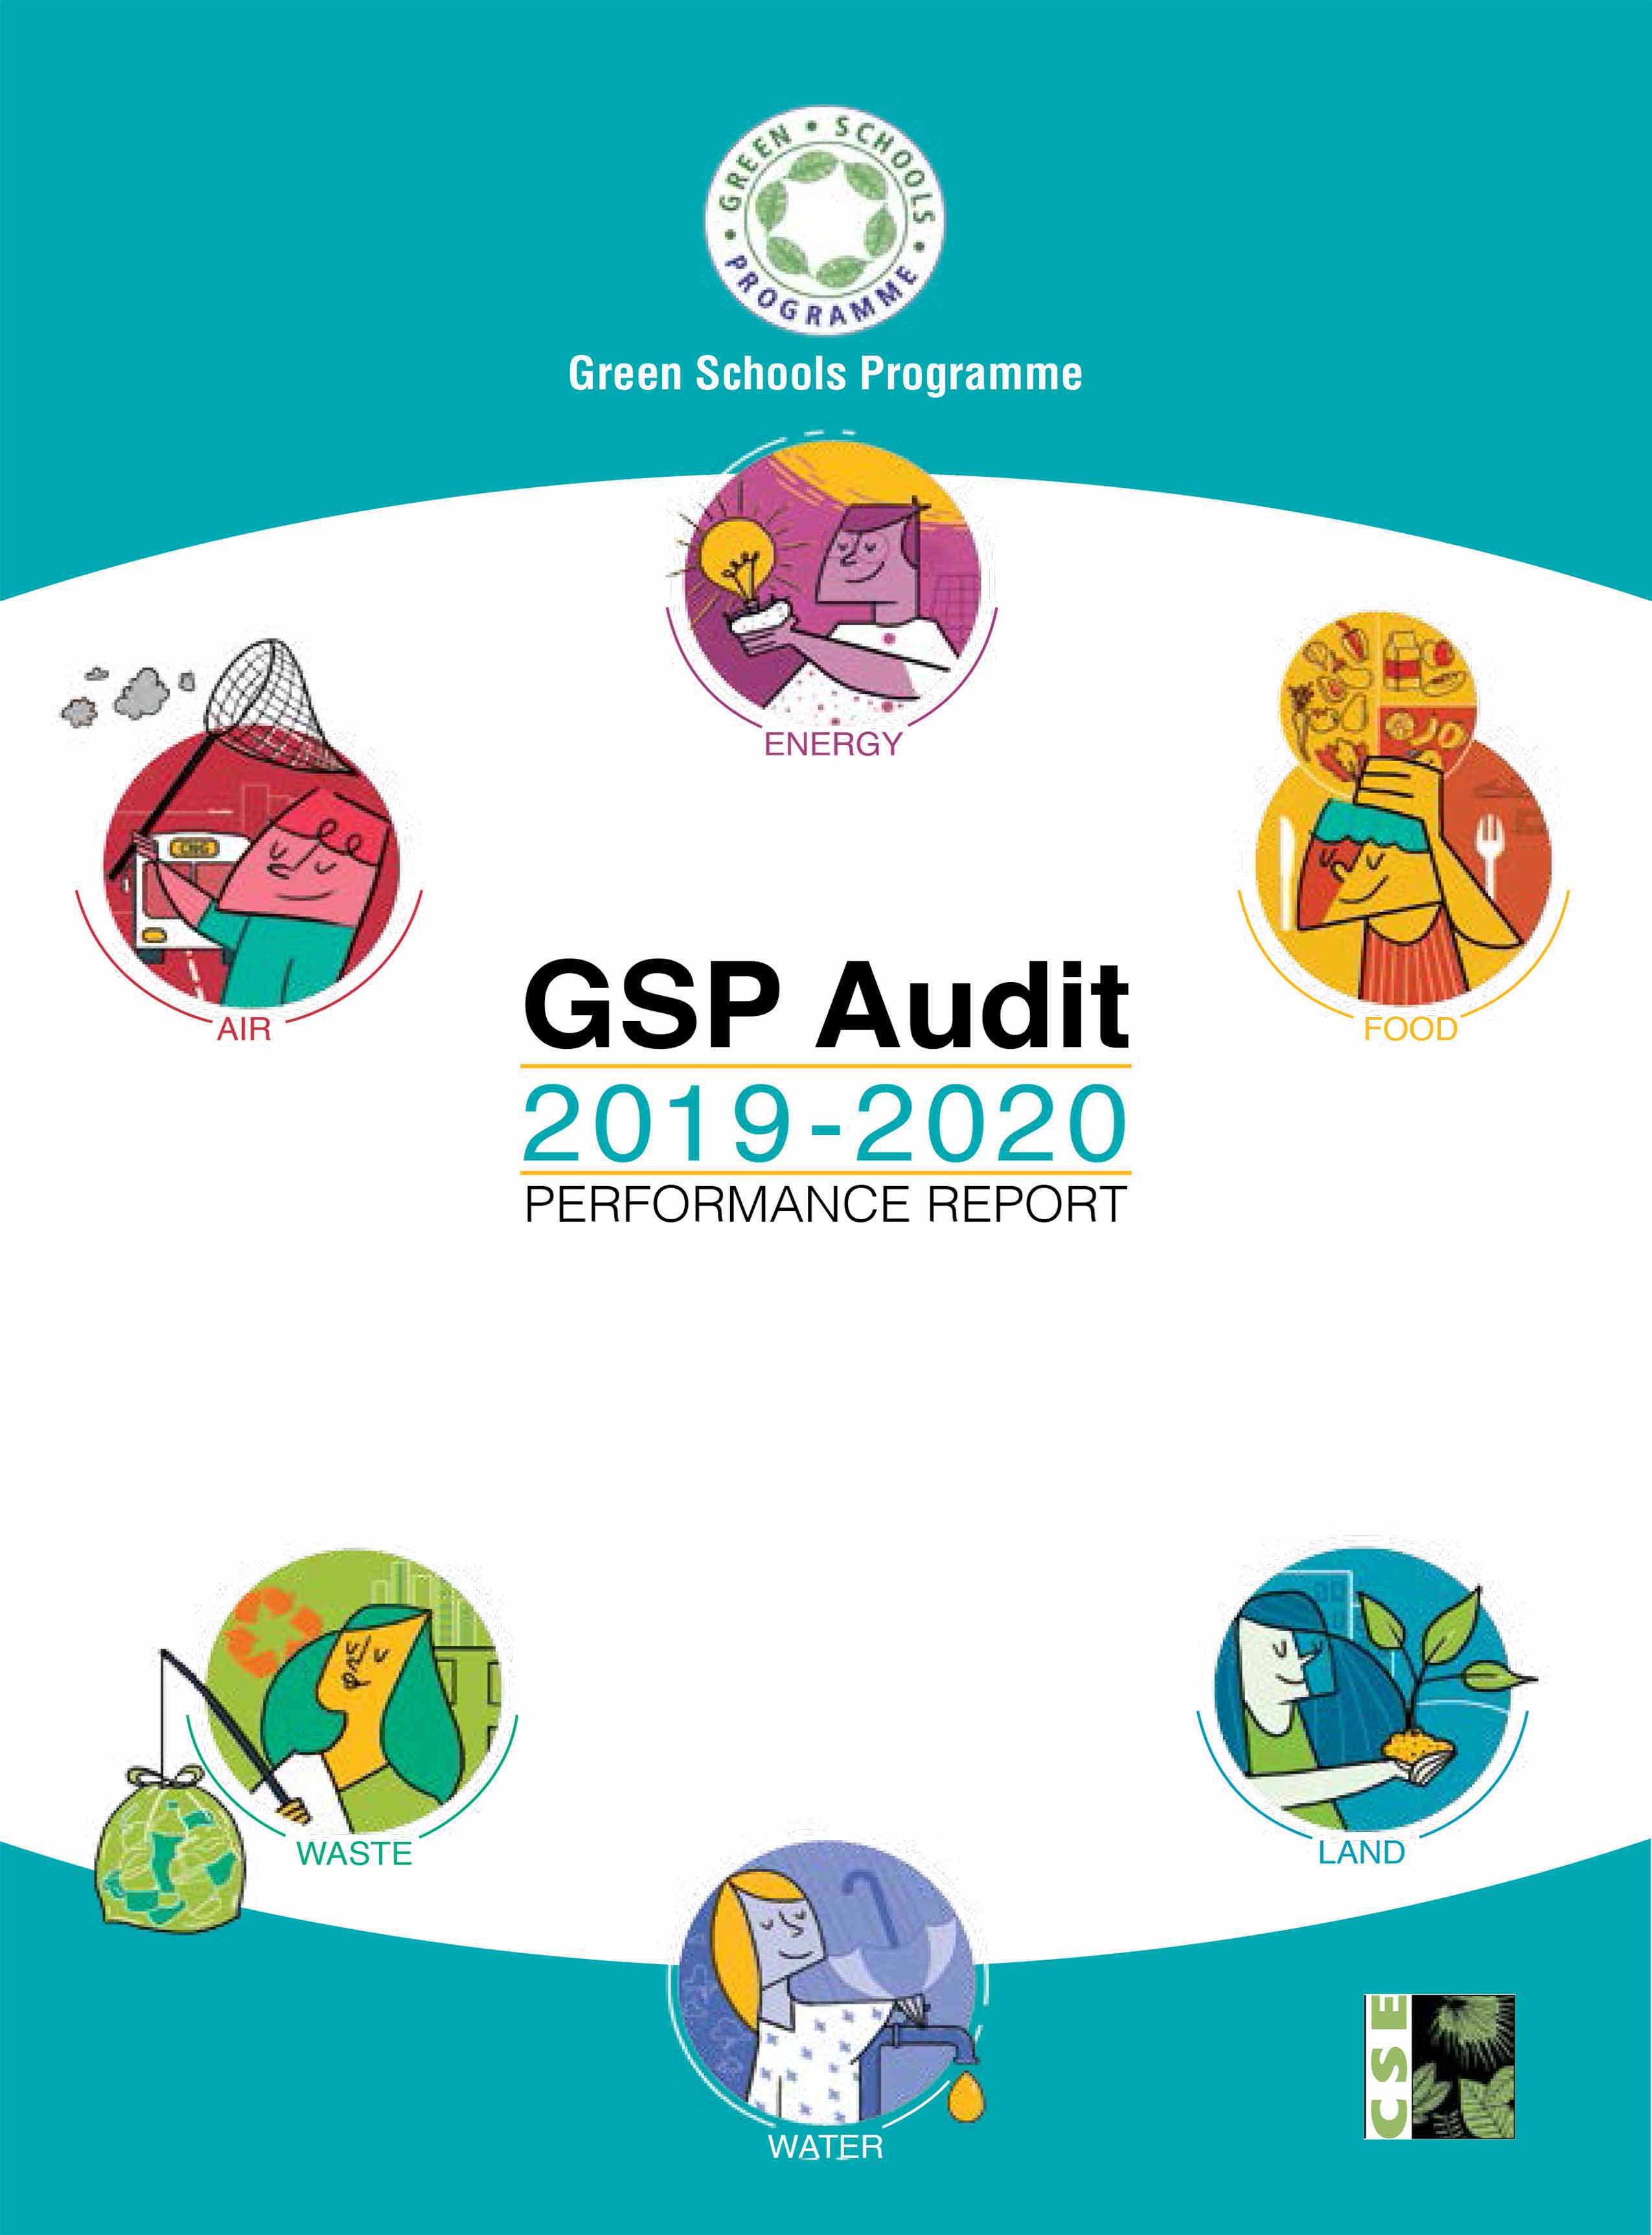 GREEN • SCHOOLS •
PROGRAMME •
Green Schools Programme
ENERGY
CNG
AIR
FOOD
GSP Audit
2019-2020
PERFORMANCE REPORT
WASTE
LAND
WATER
CSE